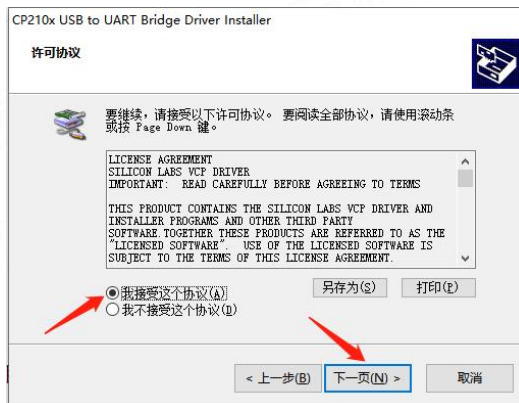 CP210x USB to UART Bridge Driver Installer
许可协议
要继续，请接受以下许可协议。要阅读全部协议，请使用滚动条
或按 Page Down 键。
LICENSE AGREEMENT
SILICON LABS VCP DRIVER
IMPORTANT: READ CAREFULLY BEFORE AGREEING TO TERMS
THIS PRODUCT CONTAINS THE SILICON LABS VCP DRIVER AND
INSTALLER PROGRAMS AND OTHER THIRD PARTY
SOFTWARE.TOGETHER THESE PRODUCTS ARE REFERRED TO AS THE
"LICENSED SOFTWARE". USE OF THE LICENSED SOFTWARE IS
SUBJECT TO THE TERMS OF THIS LICENSE AGREEMENT.
我接受这个协议(A)
另存为(S) 打印(P)
我不接受这个协议(D)
< 上一步(B) 下一页(N) > 取消